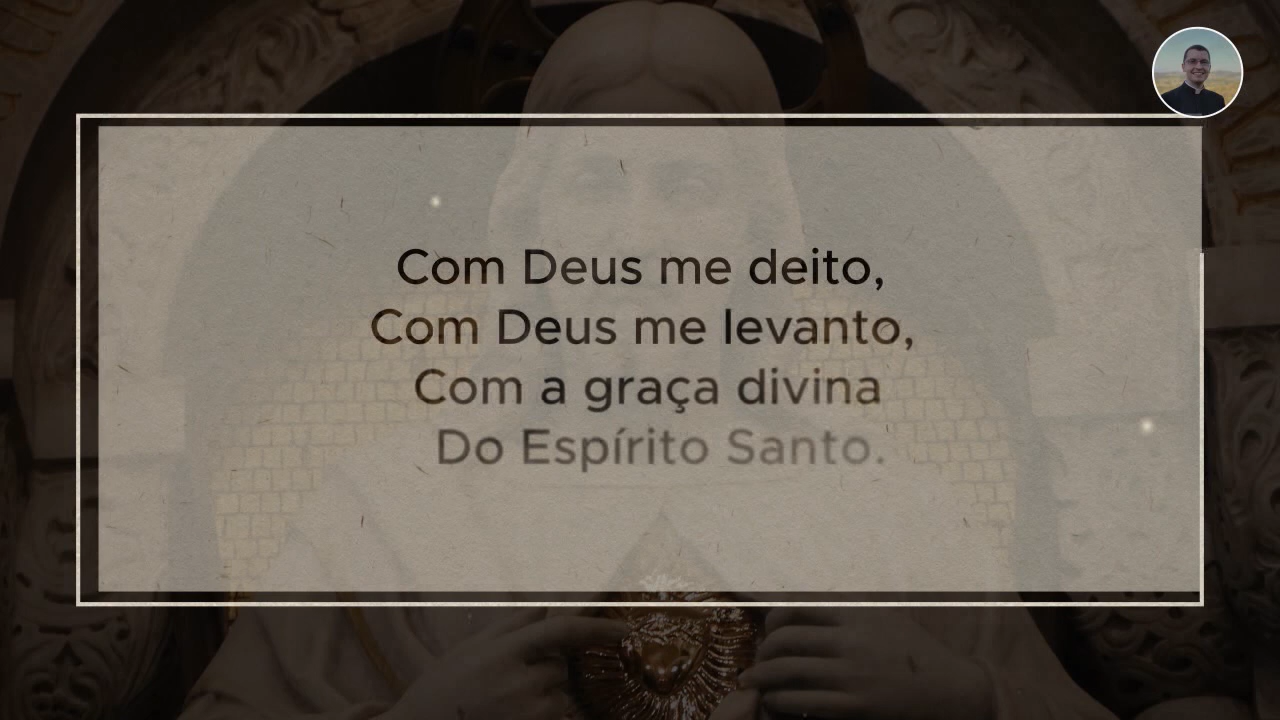 Com Deus me deito,
Com Deus me levanto,
Com a graça divina
Do Espírito Santo.